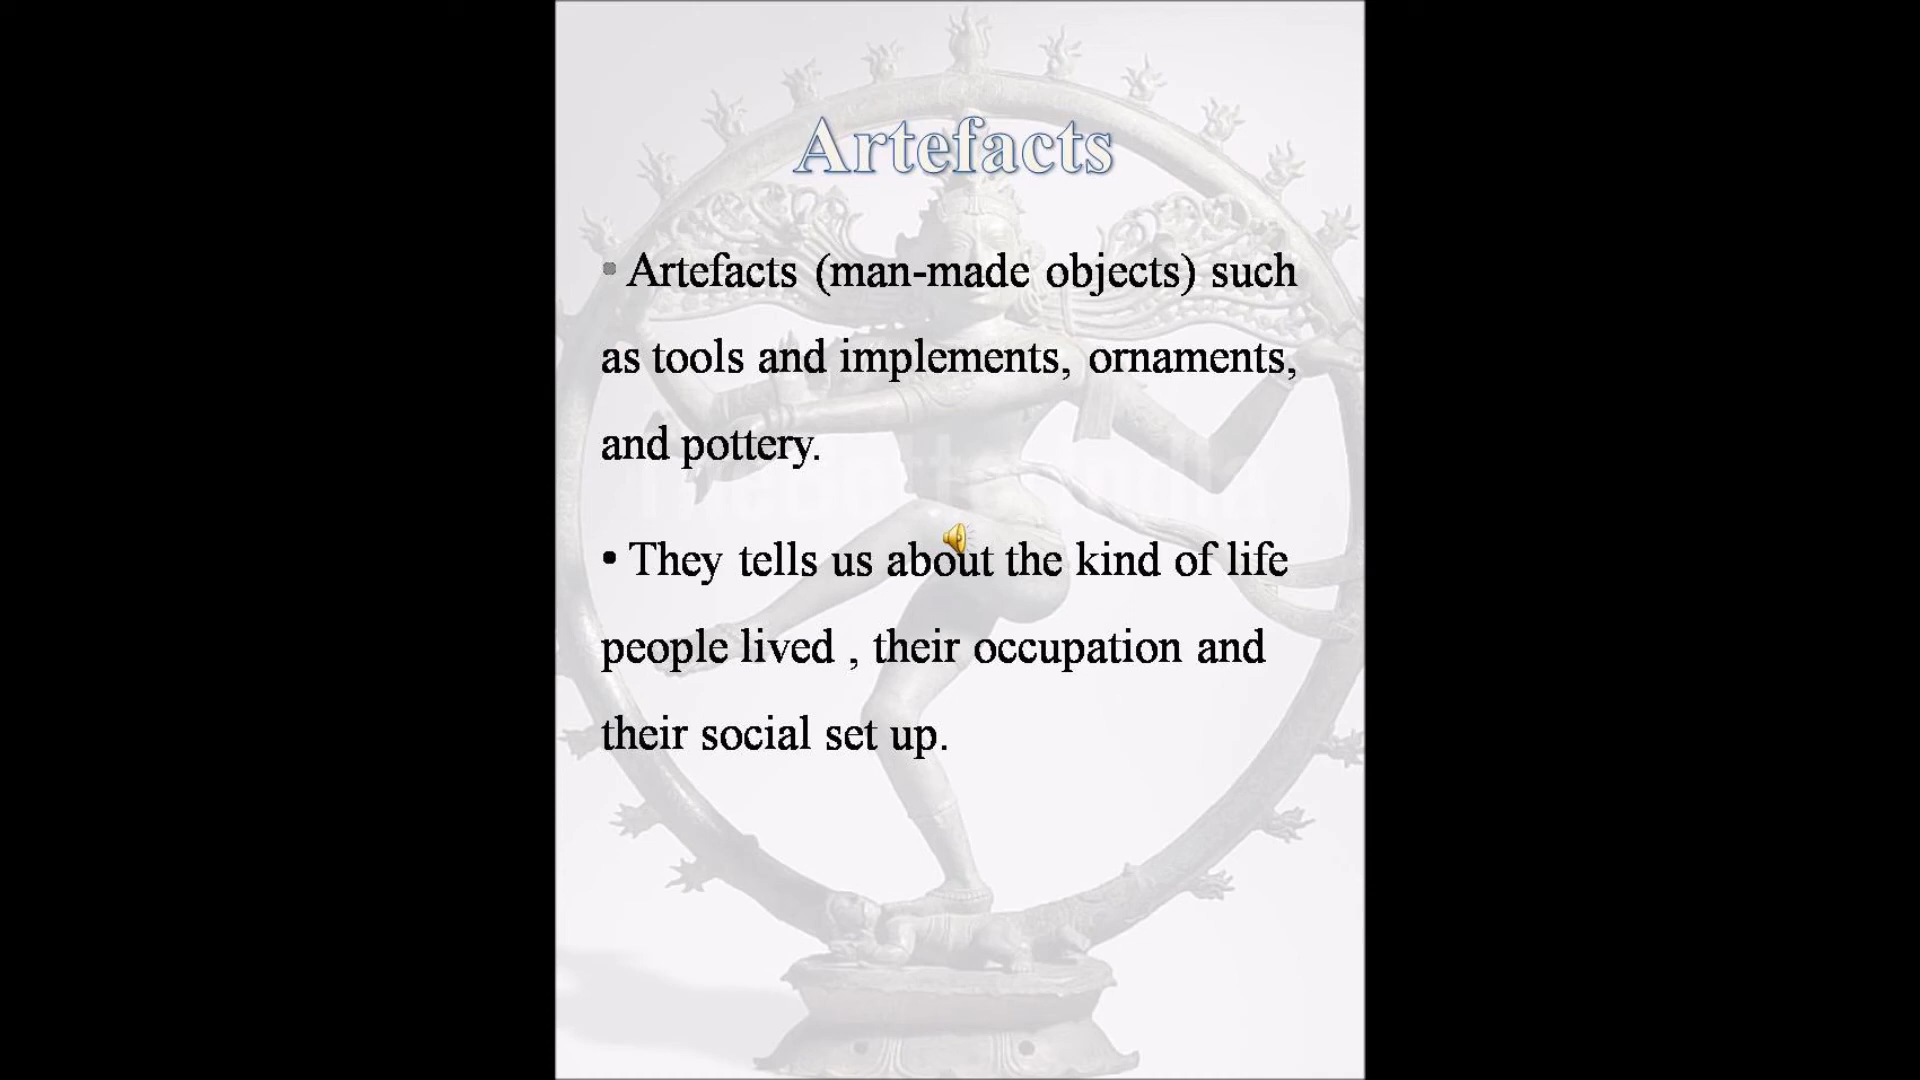 Artefacts
• Artefacts (man-made objects) such
as tools and implements, ornaments,
and pottery.
• They tells us about the kind of life
people lived , their occupation and
their social set up.